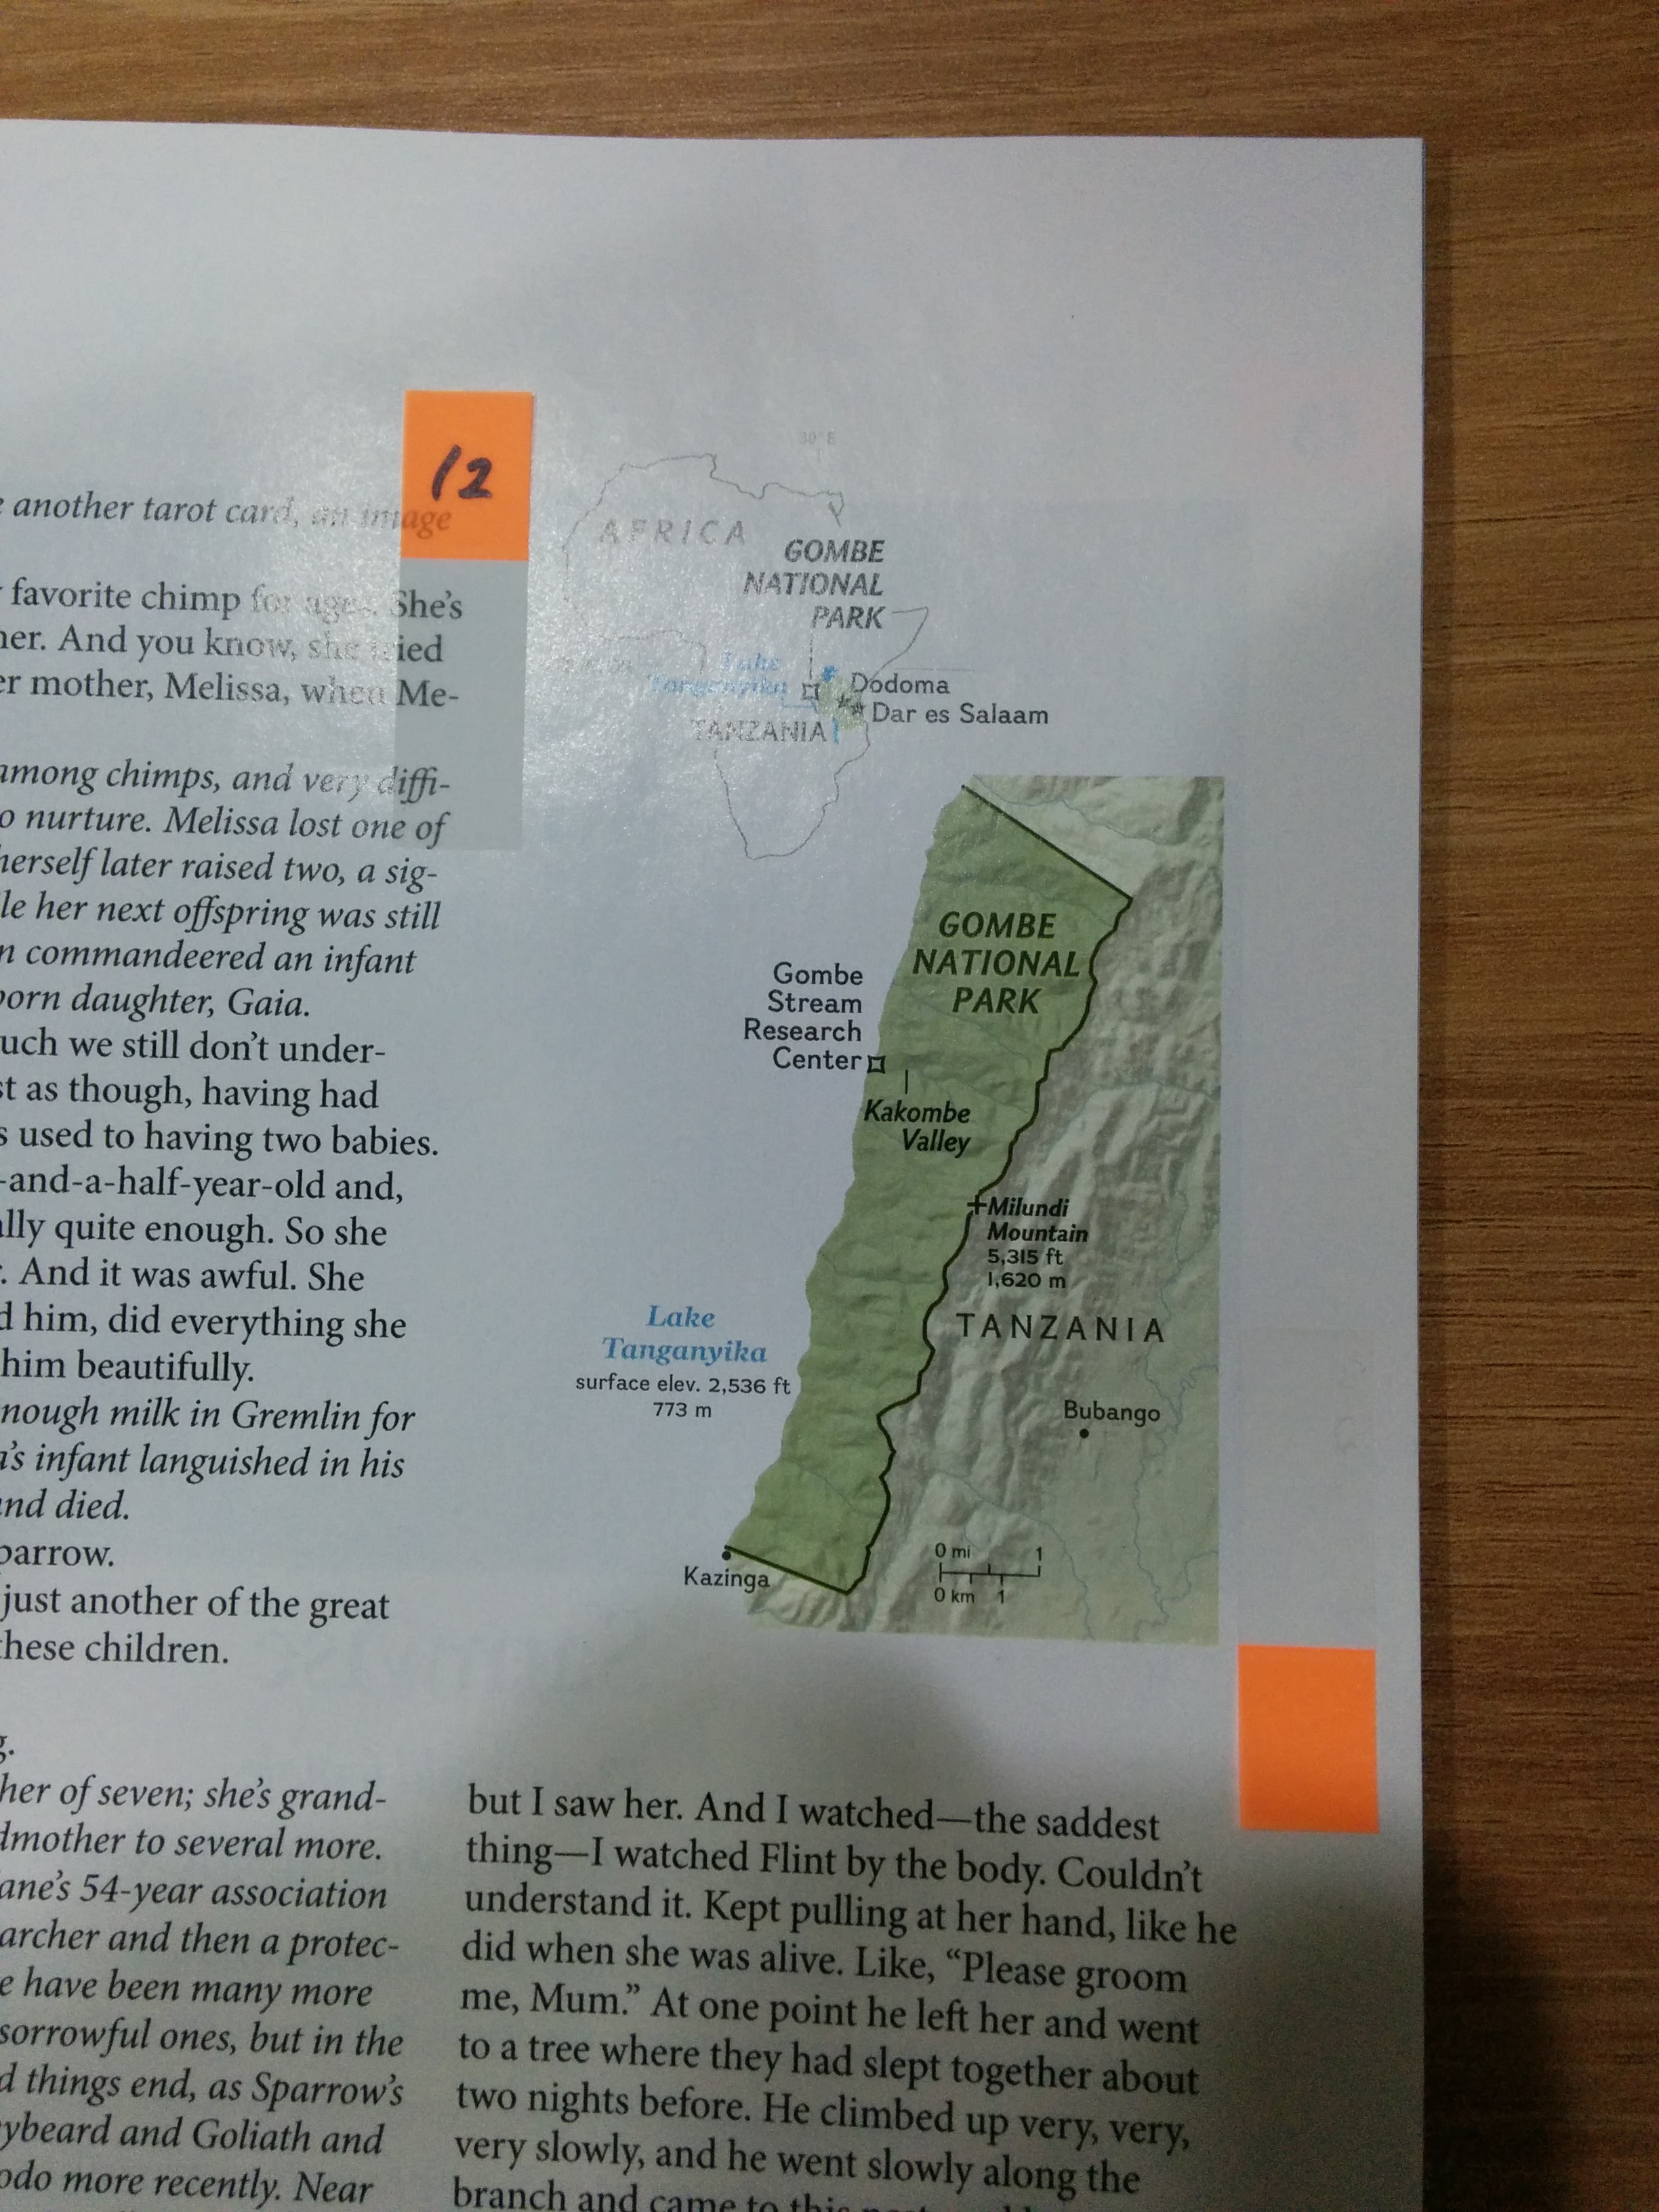 12
another tarot card, an image
favorite chimp for ages. She's
her. And you know, she tried
er mother, Melissa, when Me-
among chimps, and very diffi-
o nurture. Melissa lost one of
herself later raised two, a sig-
le her next offspring was still
n commandeered an infant
born daughter, Gaia.
uch we still don't under-
st as though, having had
s used to having two babies.
-and-a-half-year-old and,
ally quite enough. So she
. And it was awful. She
d him, did everything she
him beautifully.
nough milk in Gremlin for
a's infant languished in his
and died.
parrow.
just another of the great
these children.
g.
her of seven; she's grand-
dmother to several more.
ane's 54-year association
archer and then a protec-
e have been many more
sorrowful ones, but in the
d things end, as Sparrow's
ybeard and Goliath and
odo more recently. Near
30°E
AFRICA
GOMBE
NATIONAL
PARK
Lake
Tanganyika
Dodoma
Dar es Salaam
TANZANIA
GOMBE
NATIONAL
PARK
Gombe
Stream
Research
Center
Kakombe
Valley
Milundi
Mountain
5,315 ft
1,620 m
TANZANIA
Lake
Tanganyika
surface elev. 2,536 ft
773 m
Bubango
Kazinga
0 mi 1
0 km 1
but I saw her. And I watched—the saddest
thing—I watched Flint by the body. Couldn't
understand it. Kept pulling at her hand, like he
did when she was alive. Like, “Please groom
me, Mum.” At one point he left her and went
to a tree where they had slept together about
two nights before. He climbed up very, very,
very slowly, and he went slowly along the
branch and came to this